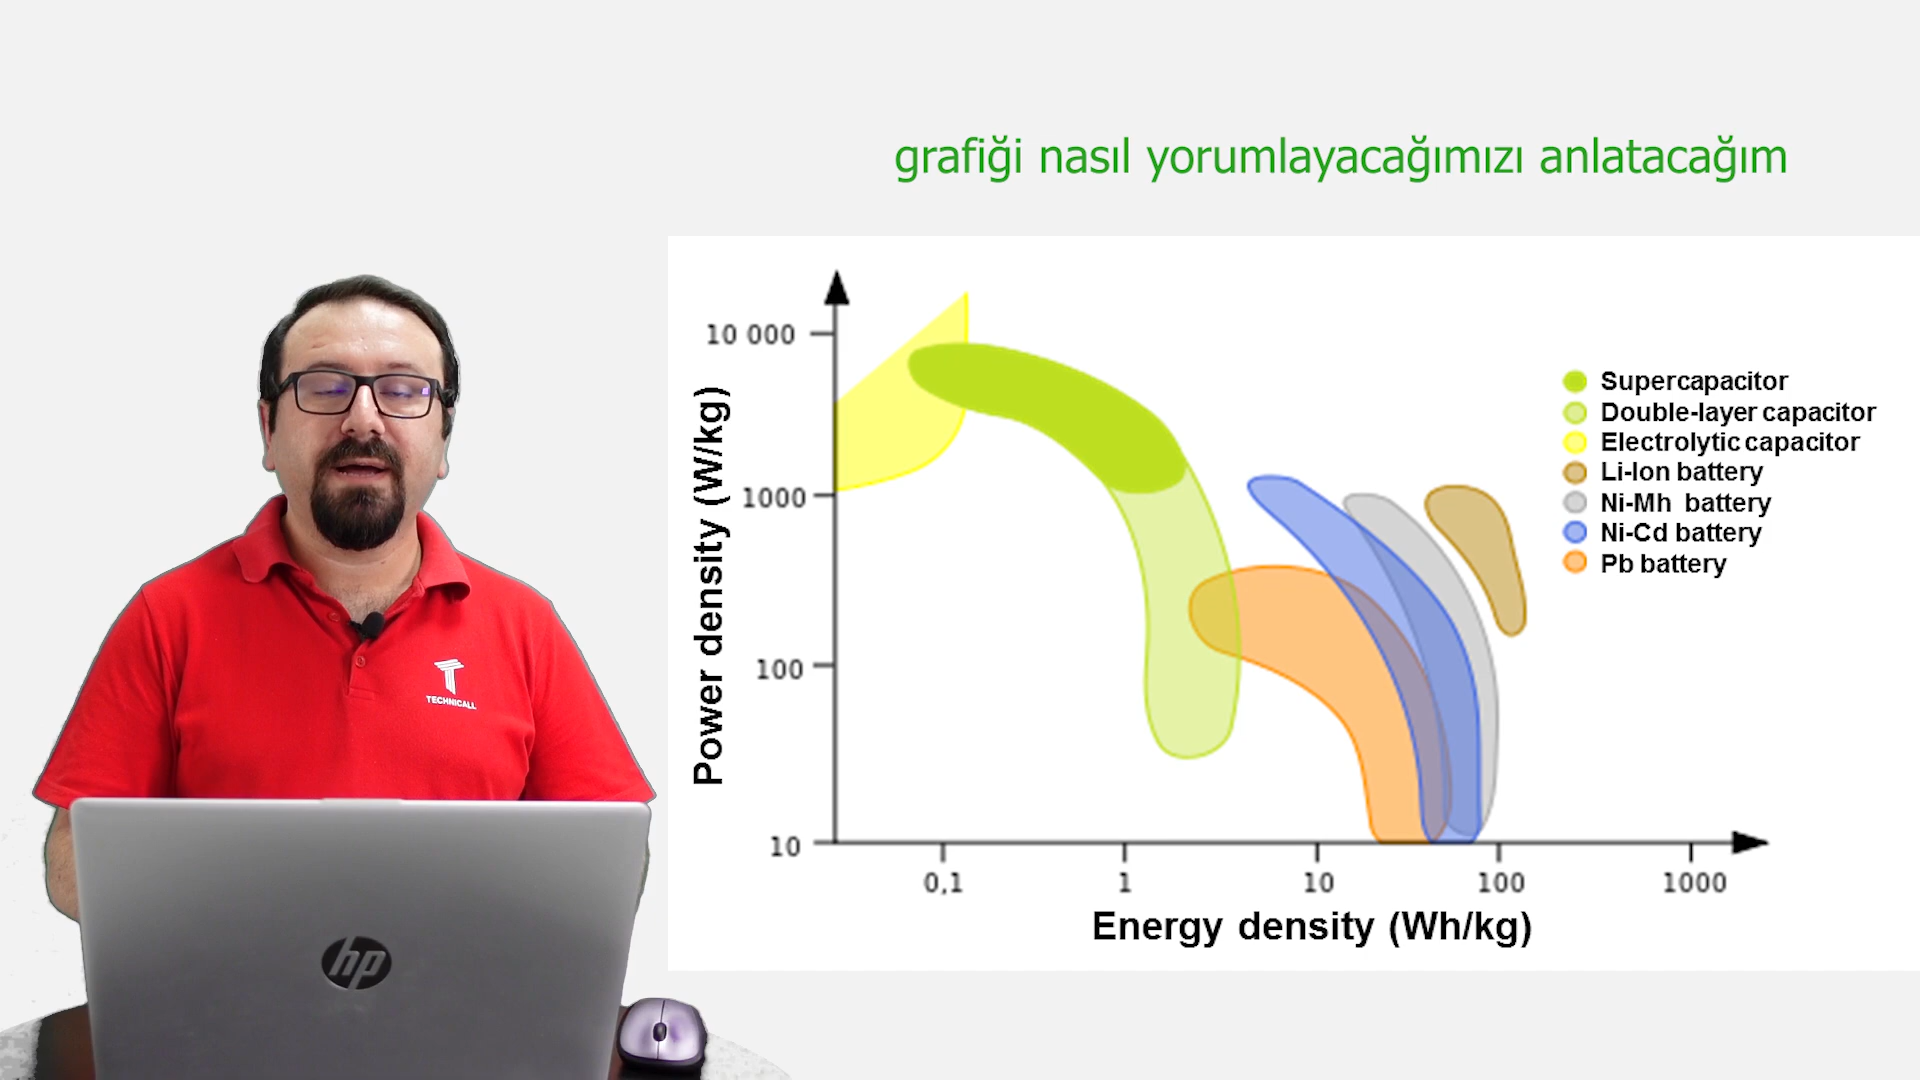 grafiği nasıl yorumlayacağımızı anlatacağım
10 000
1000
100
10
Power density (W/kg)
0,1 1 10 100 1000
Energy density (Wh/kg)
Supercapacitor
Double-layer capacitor
Electrolytic capacitor
Li-Ion battery
Ni-Mh battery
Ni-Cd battery
Pb battery
TECHNICALL
hp